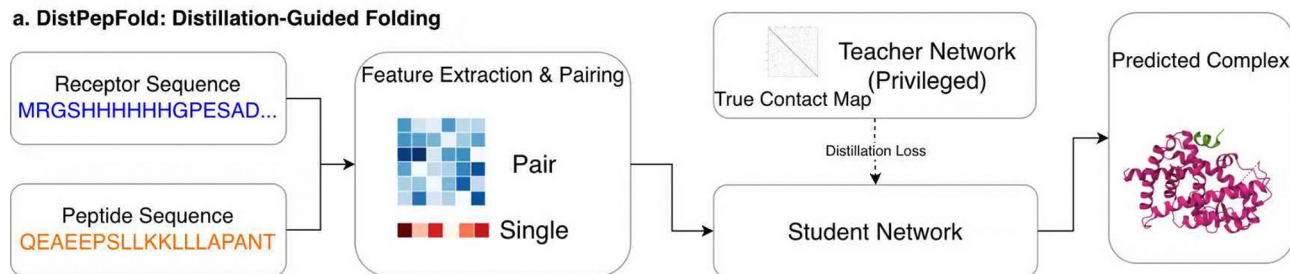 a. DistPepFold: Distillation-Guided Folding
Receptor Sequence
MRGSHHHHHHGPESAD...
Peptide Sequence
QEAEEPSLLKKLLLAPANT
Feature Extraction & Pairing
Pair
Single
Teacher Network
(Privileged)
True Contact Map
Distillation Loss
Student Network
Predicted Complex